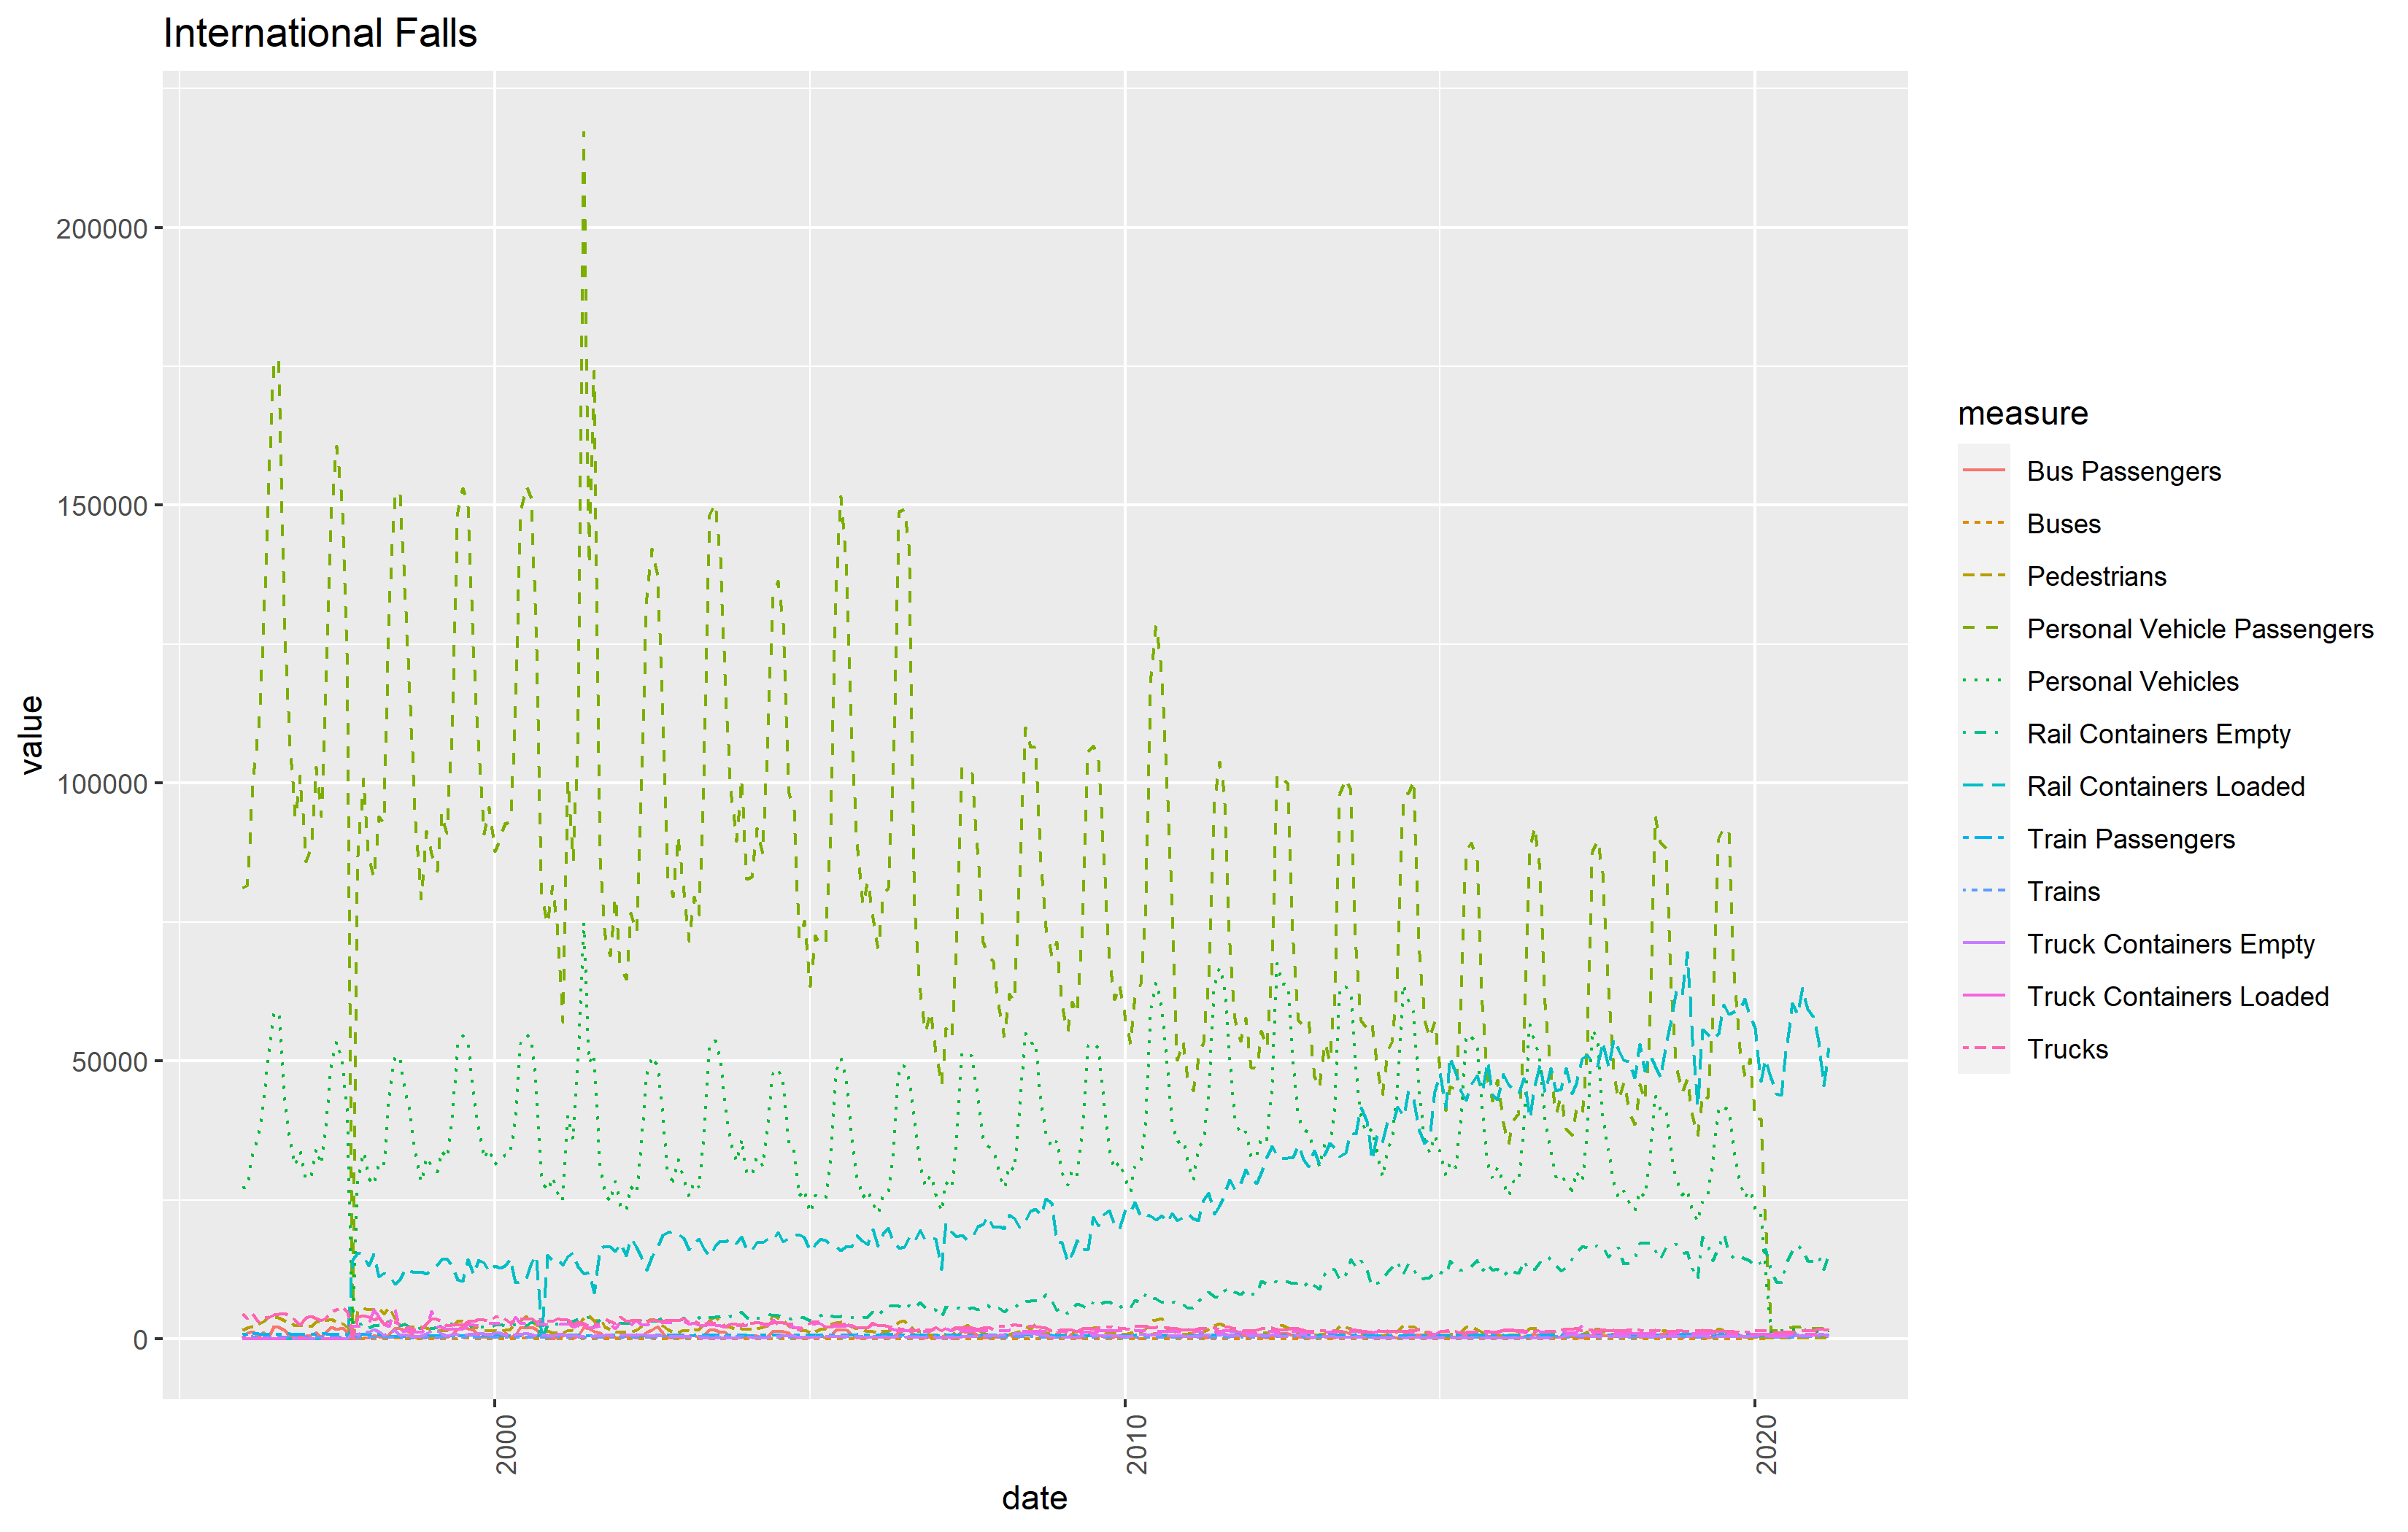 International Falls
value
200000
150000
100000
50000
0
2000
2010
2020
date
measure
Bus Passengers
Buses
Pedestrians
Personal Vehicle Passengers
Personal Vehicles
Rail Containers Empty
Rail Containers Loaded
Train Passengers
Trains
Truck Containers Empty
Truck Containers Loaded
Trucks